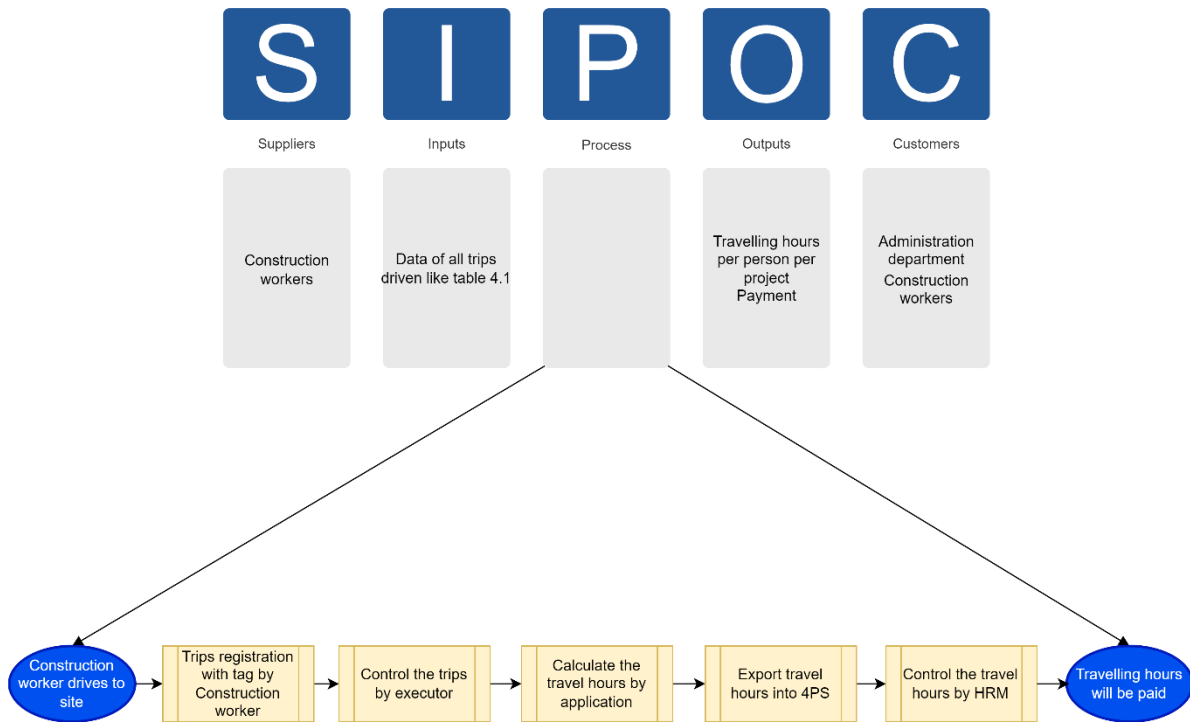 S I P O C
Suppliers
Inputs
Process
Outputs
Customers
Construction
workers
Data of all trips
driven like table 4.1
Travelling hours
per person per
project
Payment
Administration
department
Construction
workers
Construction
worker drives to
site
Trips registration
with tag by
Construction
worker
Control the trips
by executor
Calculate the
travel hours by
application
Export travel
hours into 4PS
Control the travel
hours by HRM
Travelling hours
will be paid